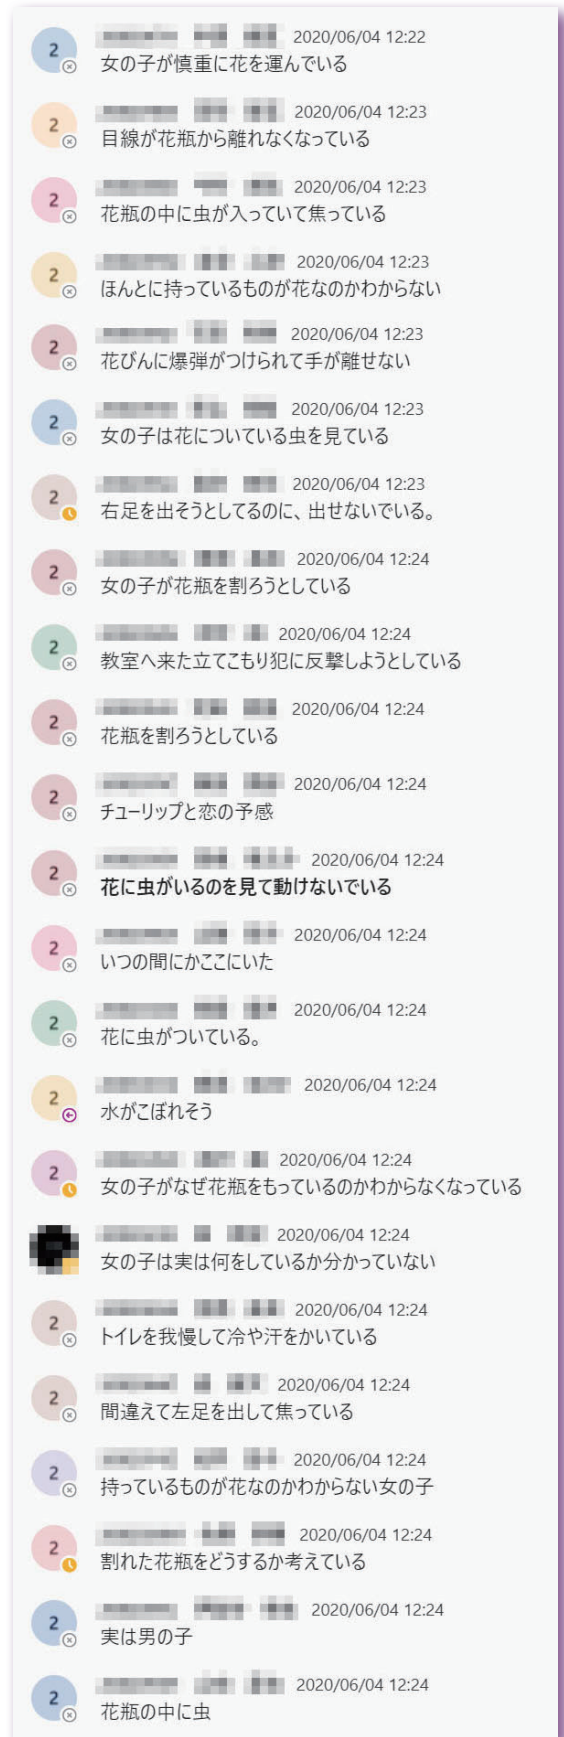 2
2020/06/04 12:22
女の子が慎重に花を運んでいる
2
2020/06/04 12:23
目線が花瓶から離れなくなっている
2
2020/06/04 12:23
花瓶の中に虫が入っていて焦っている
2
2020/06/04 12:23
ほんとに持っているものが花なのかわからない
2
2020/06/04 12:23
花びんに爆弾がつけられて手が離せない
2
2020/06/04 12:23
女の子は花についている虫を見ている
2
2020/06/04 12:23
右足を出そうとしてるのに、出せないでいる。
2
2020/06/04 12:24
女の子が花瓶を割ろうとしている
2
2020/06/04 12:24
教室へ来た立てこもり犯に反撃しようとしている
2
2020/06/04 12:24
花瓶を割ろうとしている
2
2020/06/04 12:24
チューリップと恋の予感
2
2020/06/04 12:24
花に虫がいるのを見て動けないでいる
2
2020/06/04 12:24
いつの間にかここにいた
2
2020/06/04 12:24
花に虫がついている。
2
2020/06/04 12:24
水がこぼれそう
2
2020/06/04 12:24
女の子がなぜ花瓶をもっているのかわからなくなっている
2020/06/04 12:24
女の子は実は何をしているか分かっていない
2
2020/06/04 12:24
トイレを我慢して冷や汗をかいている
2
2020/06/04 12:24
間違えて左足を出して焦っている
2
2020/06/04 12:24
持っているものが花なのかわからない女の子
2
2020/06/04 12:24
割れた花瓶をどうするか考えている
2
2020/06/04 12:24
実は男の子
2
2020/06/04 12:24
花瓶の中に虫